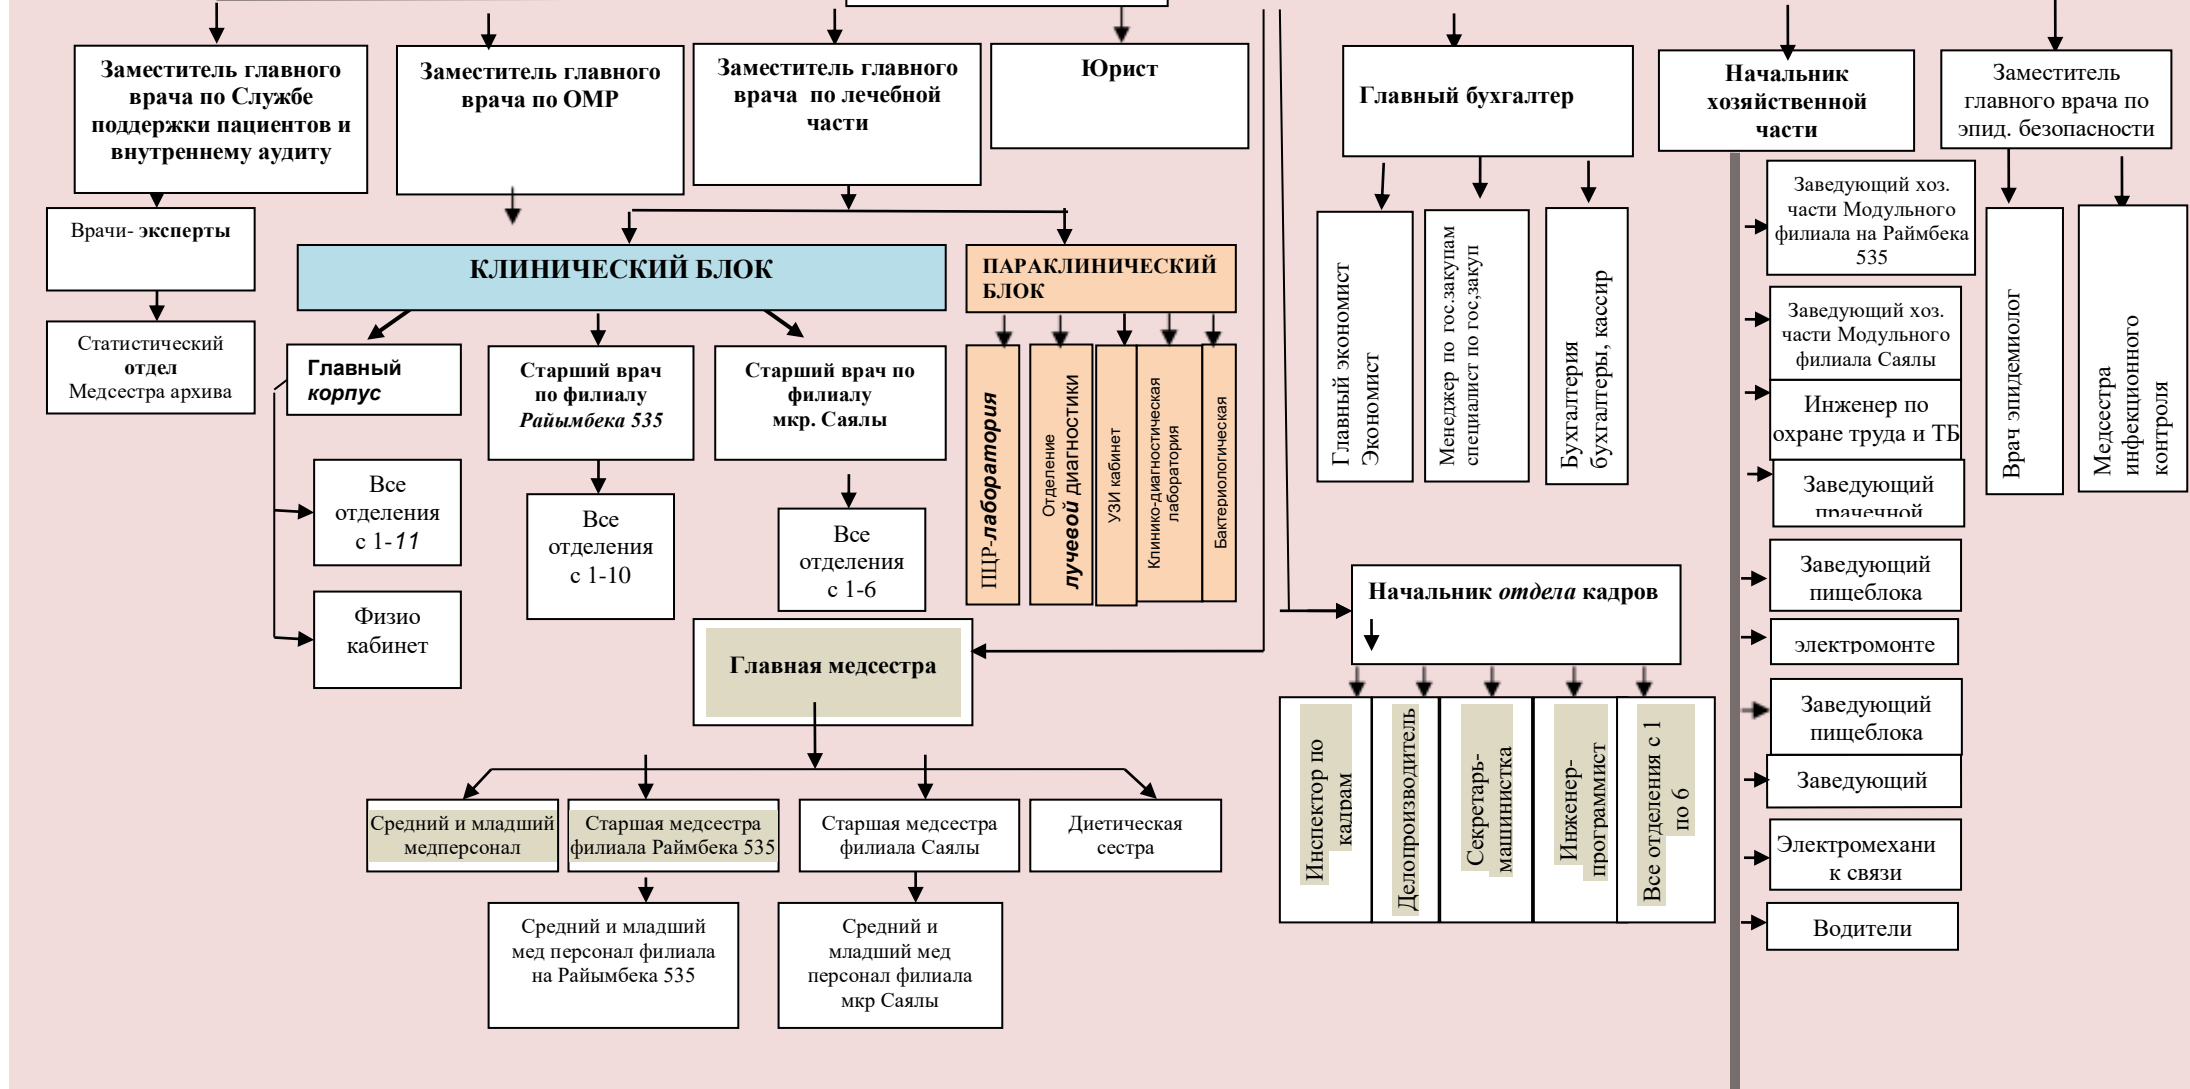 Заместитель главного
врача по Службе
поддержки пациентов и
внутреннему аудиту
Заместитель главного
врача по ОМР
Заместитель главного
врача по лечебной
части
Юрист
Главный бухгалтер
Начальник
хозяйственной
части
Заместитель
главного врача по
эпид. безопасности
Врачи- эксперты
Статистический
отдел
Медсестра архива
КЛИНИЧЕСКИЙ БЛОК
ПАРАКЛИНИЧЕСКИЙ
БЛОК
Главный
корпус
Старший врач
по филиалу
Райымбека 535
Старший врач по
филиалу
мкр. Саялы
Все
отделения
с 1-11
Физио
кабинет
Все
отделения
с 1-10
Все
отделения
с 1-6
ПЦР-лаборатория
Отделение
лучевой диагностики
УЗИ кабинет
Клинико-диагностическая
лаборатория
Бактериологическая
Главный экономист
Экономист
Менеджер по гос.закупам
специалист по гос,закуп
Бухгалтерия
бухгалтеры, кассир
Заведующий хоз.
части Модульного
филиала на Раймбека
535
Заведующий хоз.
части Модульного
филиала Саялы
Инженер по
охране труда и ТБ
Заведующий
прачечной
Заведующий
пищеблока
электромонте
Заведующий
пищеблока
Заведующий
Электромехани
к связи
Водители
Врач эпидемиолог
Медсестра
инфекционного
контроля
Главная медсестра
Средний и младший
медперсонал
Старшая медсестра
филиала Раймбека 535
Старшая медсестра
филиала Саялы
Диетическая
сестра
Средний и младший
мед персонал филиала
на Райымбека 535
Средний и
младший мед
персонал филиала
мкр Саялы
Начальник отдела кадров
Инспектор по
кадрам
Делопроизводитель
Секретарь-
машинистка
Инженер-
программист
Все отделения с 1
по 6